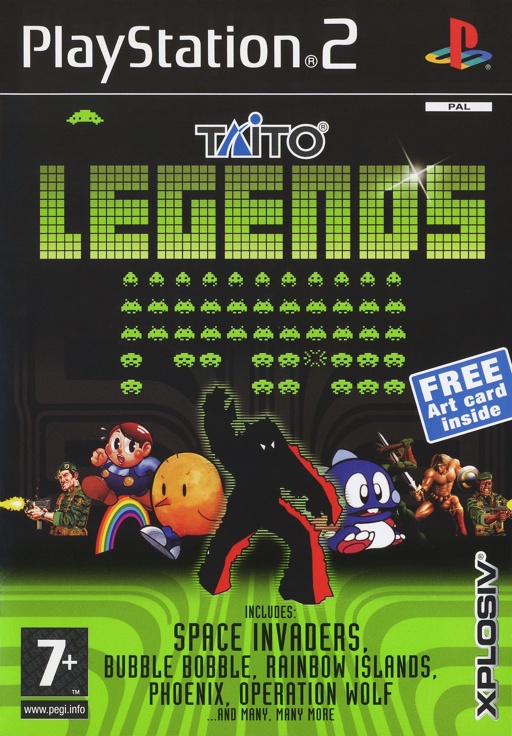 PlayStation®2
PAL
TAITO®
LEGENDS
FREE
Art card
inside
INCLUDES:
SPACE INVADERS,
BUBBLE BOBBLE, RAINBOW ISLANDS,
PHOENIX, OPERATION WOLF
...AND MANY, MANY MORE
7+
™
www.pegi.info
XPLOSIV®